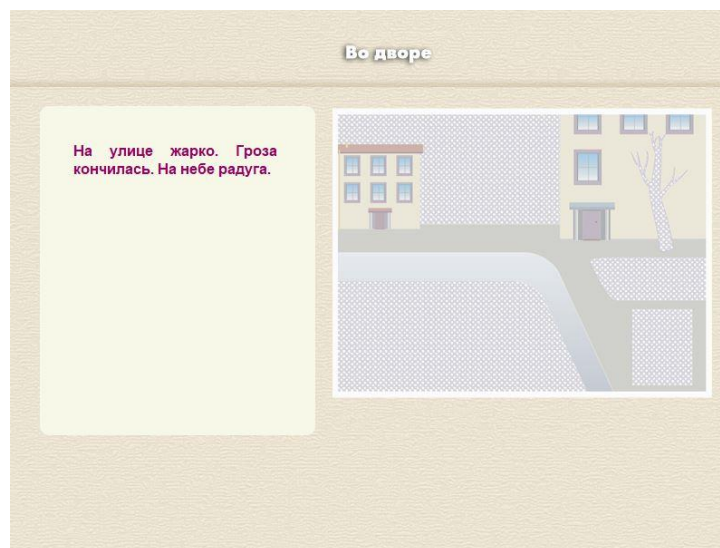 Во дворе
На улице жарко. Гроза
кончилась. На небе радуга.